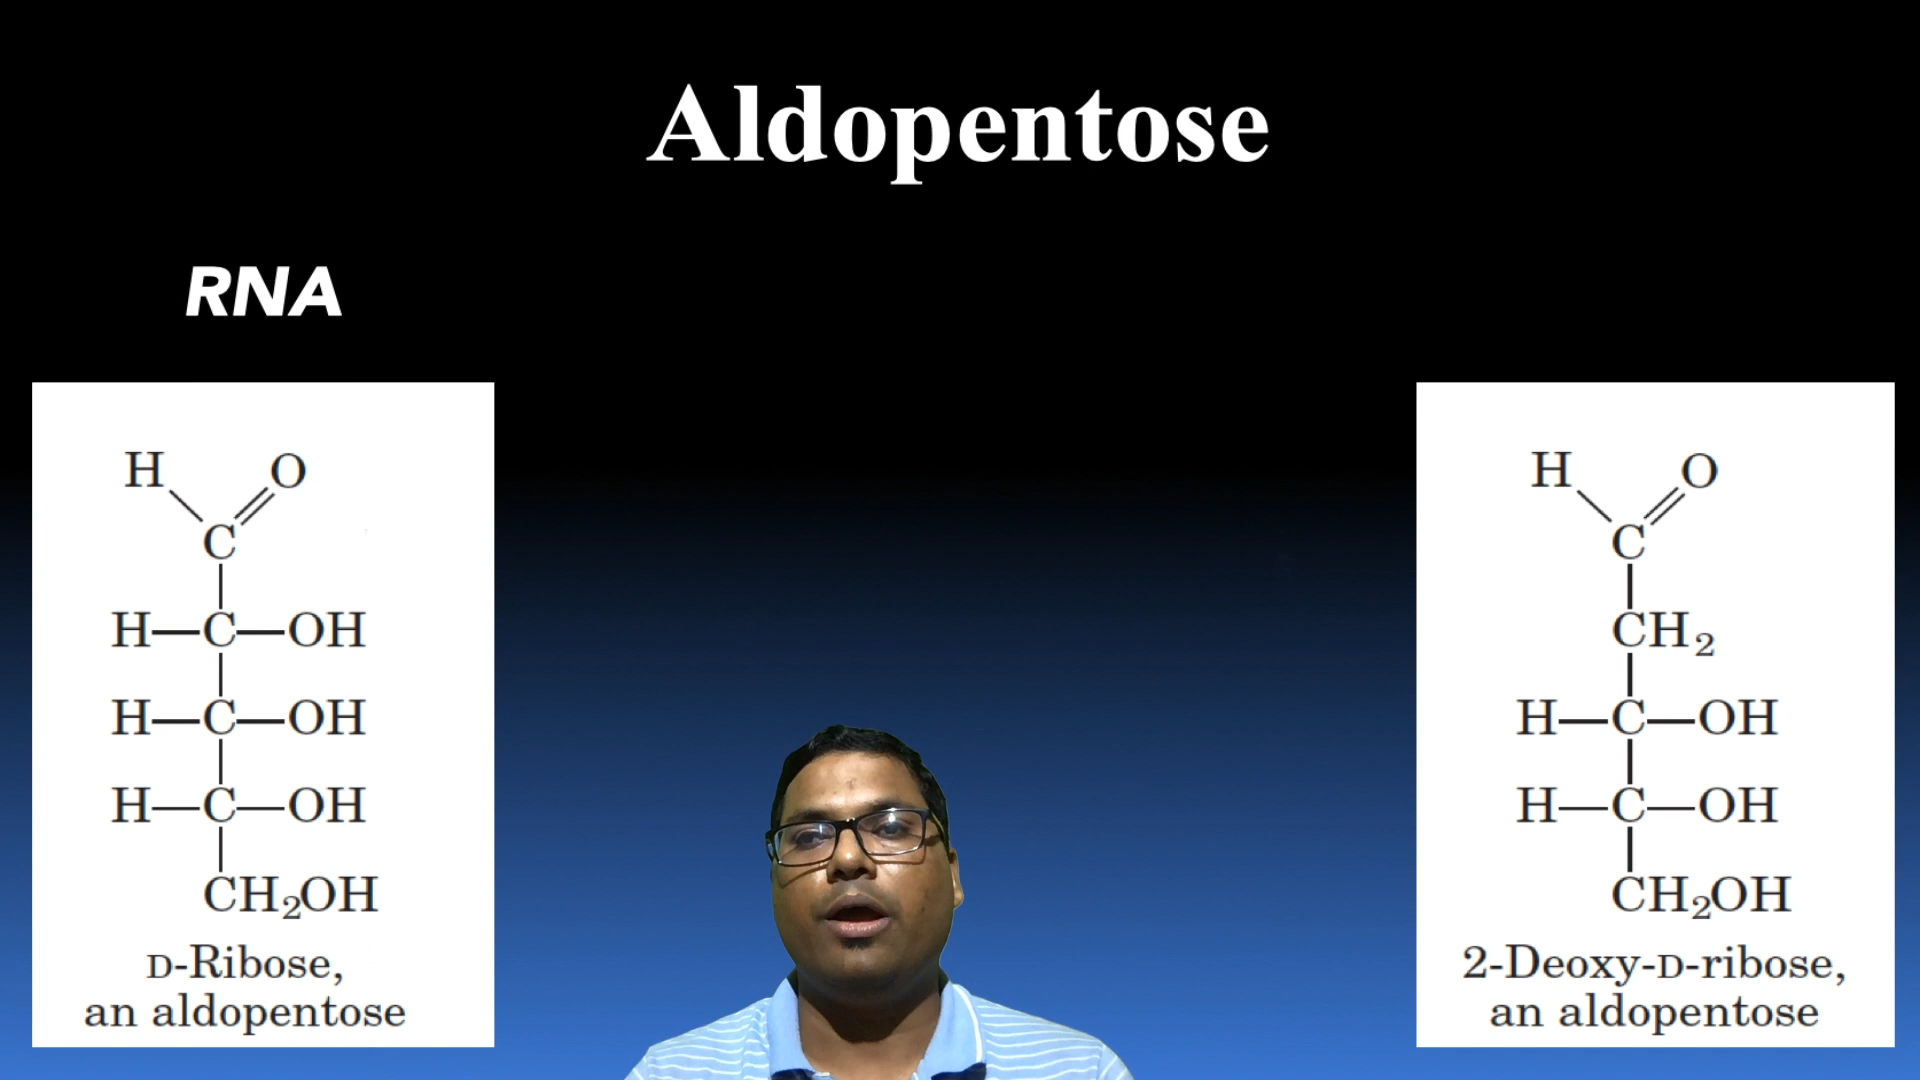 Aldopentose
RNA
H O
C
H—C—OH
H—C—OH
H—C—OH
CH₂OH
D-Ribose,
an aldopentose
H O
C
CH₂
H—C—OH
H—C—OH
CH₂OH
2-Deoxy-D-ribose,
an aldopentose